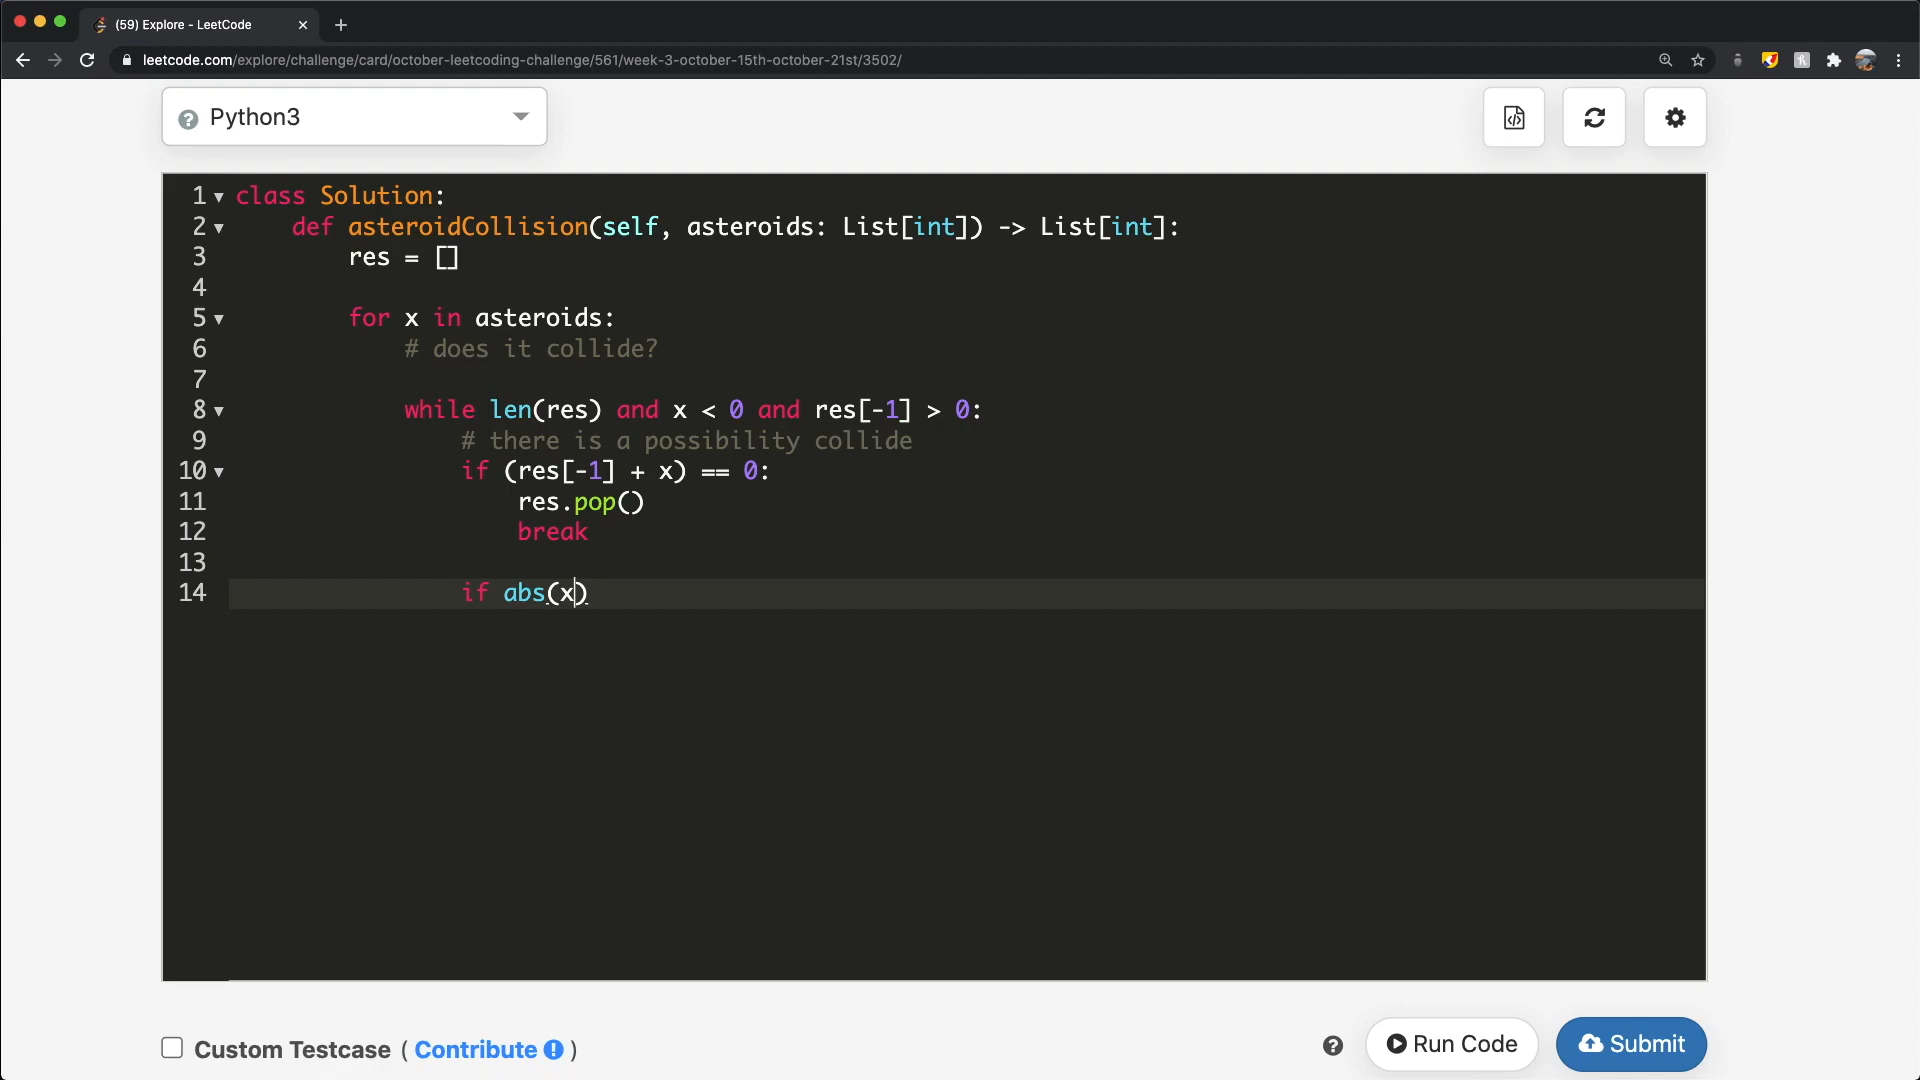 (59) Explore - LeetCode
leetcode.com/explore/challenge/card/october-leetcoding-challenge/561/week-3-october-15th-october-21st/3502/
Python3
1 class Solution:
2     def asteroidCollision(self, asteroids: List[int]) -> List[int]:
3         res = []
4
5         for x in asteroids:
6             # does it collide?
7
8             while len(res) and x < 0 and res[-1] > 0:
9                 # there is a possibility collide
10                 if (res[-1] + x) == 0:
11                     res.pop()
12                     break
13
14                 if abs(x)
Custom Testcase ( Contribute )
Run Code
Submit